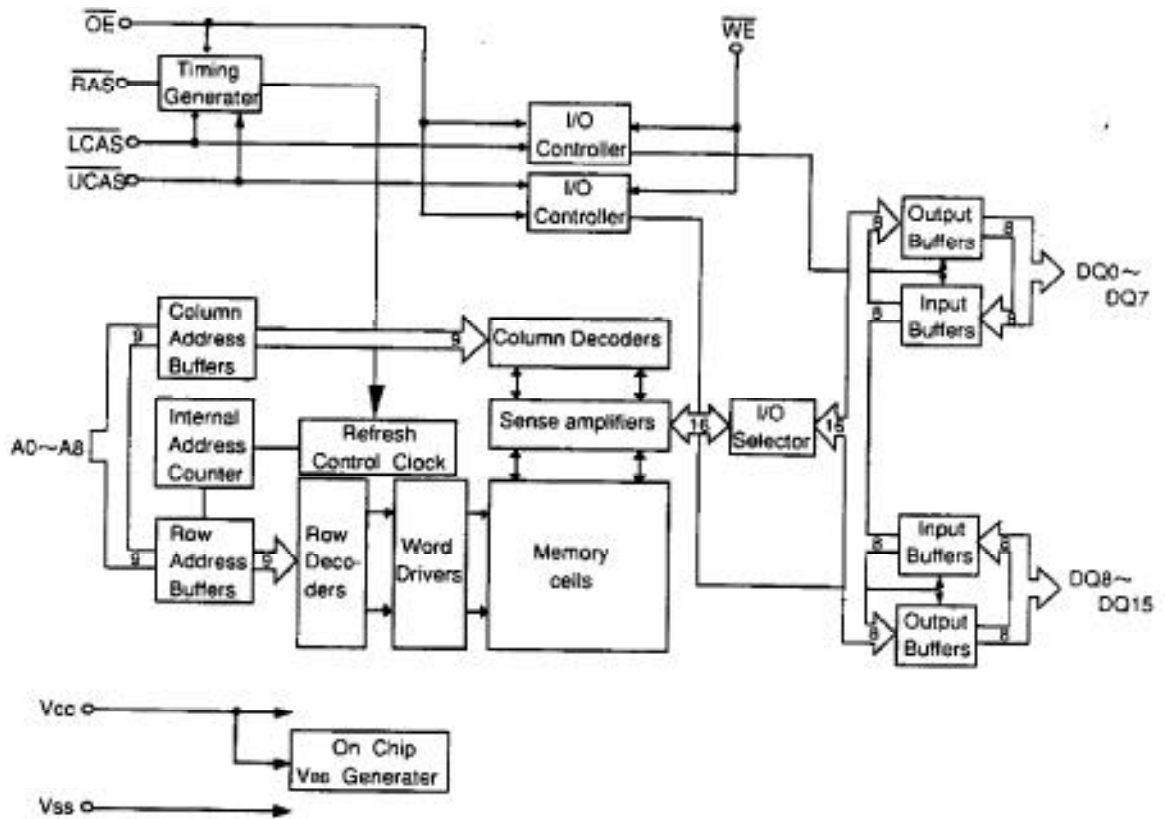 OE
WE
RAS
Timing
Generater
LCAS
UCAS
I/O
Controller
I/O
Controller
8
Output
Buffers
8
DQ0～
DQ7
8
Input
Buffers
8
9
Column
Address
Buffers
9
Column Decoders
A0～A8
Internal
Address
Counter
Refresh
Control Clock
Sense amplifiers
16
I/O
Selector
16
9
Row
Address
Buffers
9
Row
Deco-
ders
Word
Drivers
Memory
cells
8
Input
Buffers
8
DQ8～
DQ15
8
Output
Buffers
8
Vcc
On Chip
VBB Generater
Vss